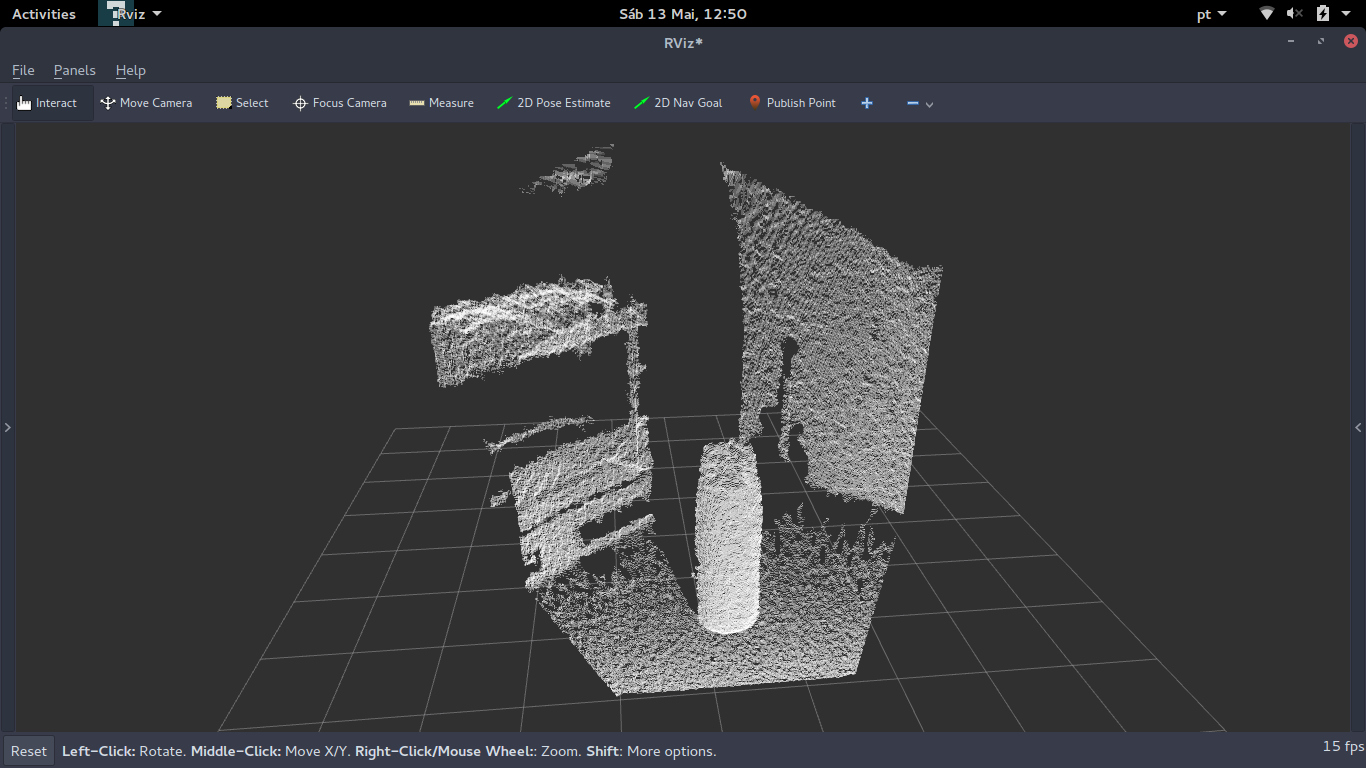 Activities Rviz Sáb 13 Mai, 12:50 pt
RViz*
File Panels Help
Interact Move Camera Select Focus Camera Measure 2D Pose Estimate 2D Nav Goal Publish Point
Reset Left-Click: Rotate. Middle-Click: Move X/Y. Right-Click/Mouse Wheel:: Zoom. Shift: More options. 15 fps